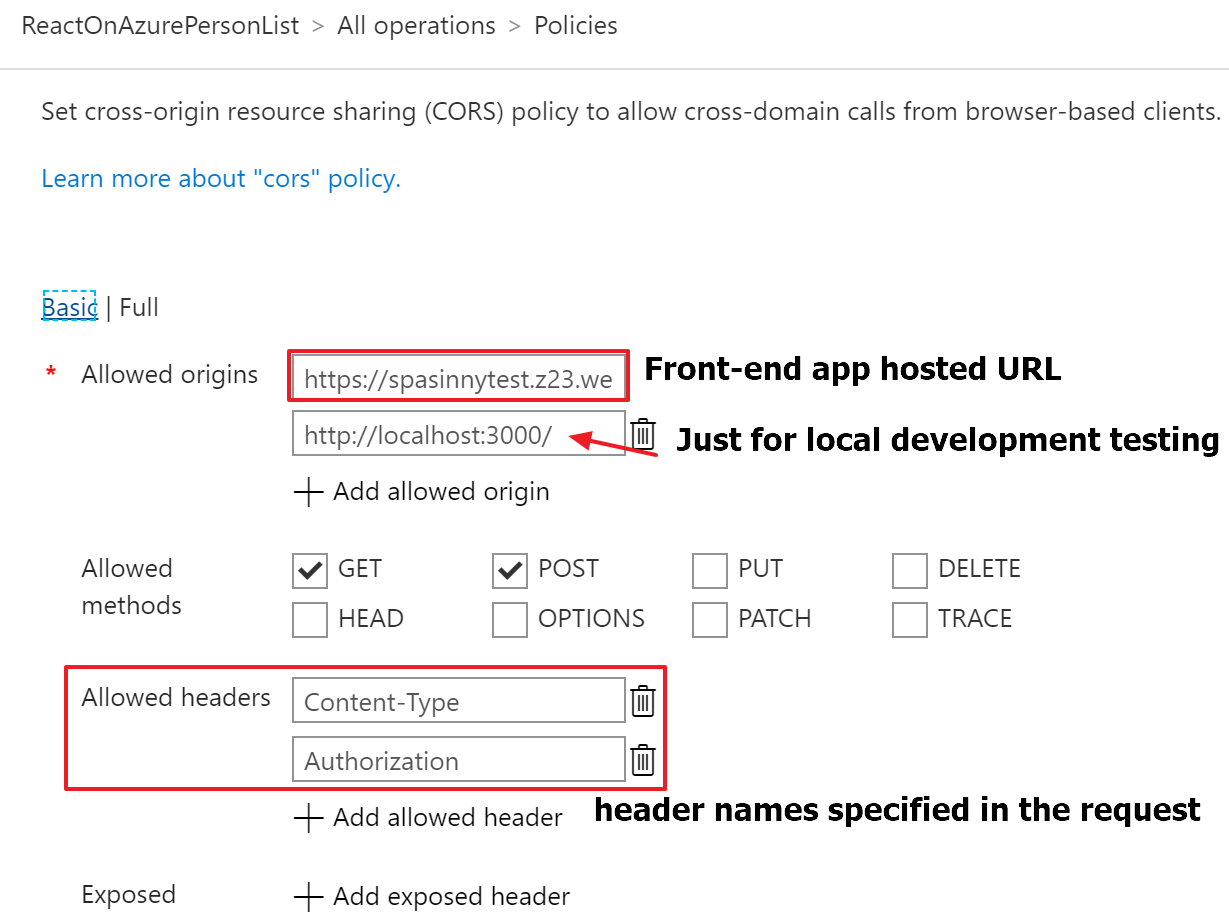 ReactOnAzurePersonList > All operations > Policies
Set cross-origin resource sharing (CORS) policy to allow cross-domain calls from browser-based clients.
Learn more about "cors" policy.
Basic | Full
* Allowed origins https://spasinnytest.z23.we Front-end app hosted URL
http://localhost:3000/ Just for local development testing
+ Add allowed origin
Allowed methods
GET POST PUT DELETE
HEAD OPTIONS PATCH TRACE
Allowed headers Content-Type
Authorization
+ Add allowed header header names specified in the request
Exposed + Add exposed header